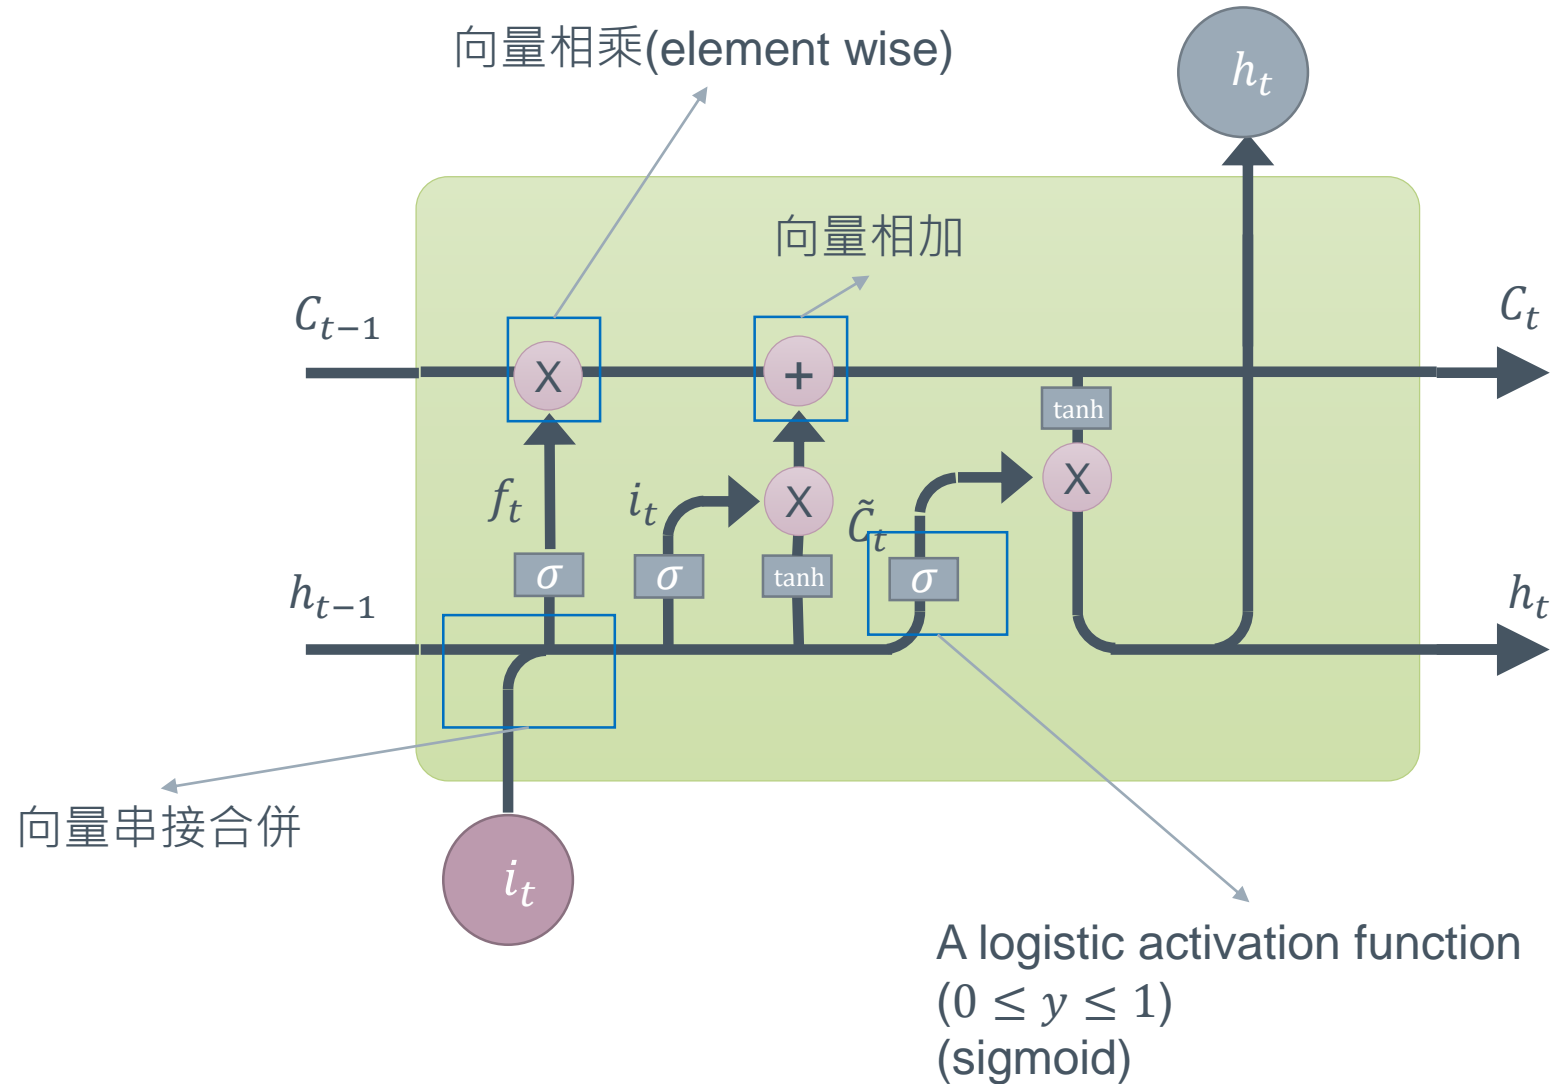 向量相乘(element wise)
h_t
向量相加
C_{t−1}
C_t
X
+
tanh
X
f_t
i_t
X
C̃_t
σ
σ
tanh
σ
h_{t−1}
h_t
向量串接合併
i_t
A logistic activation function
(0 ≤ y ≤ 1)
(sigmoid)